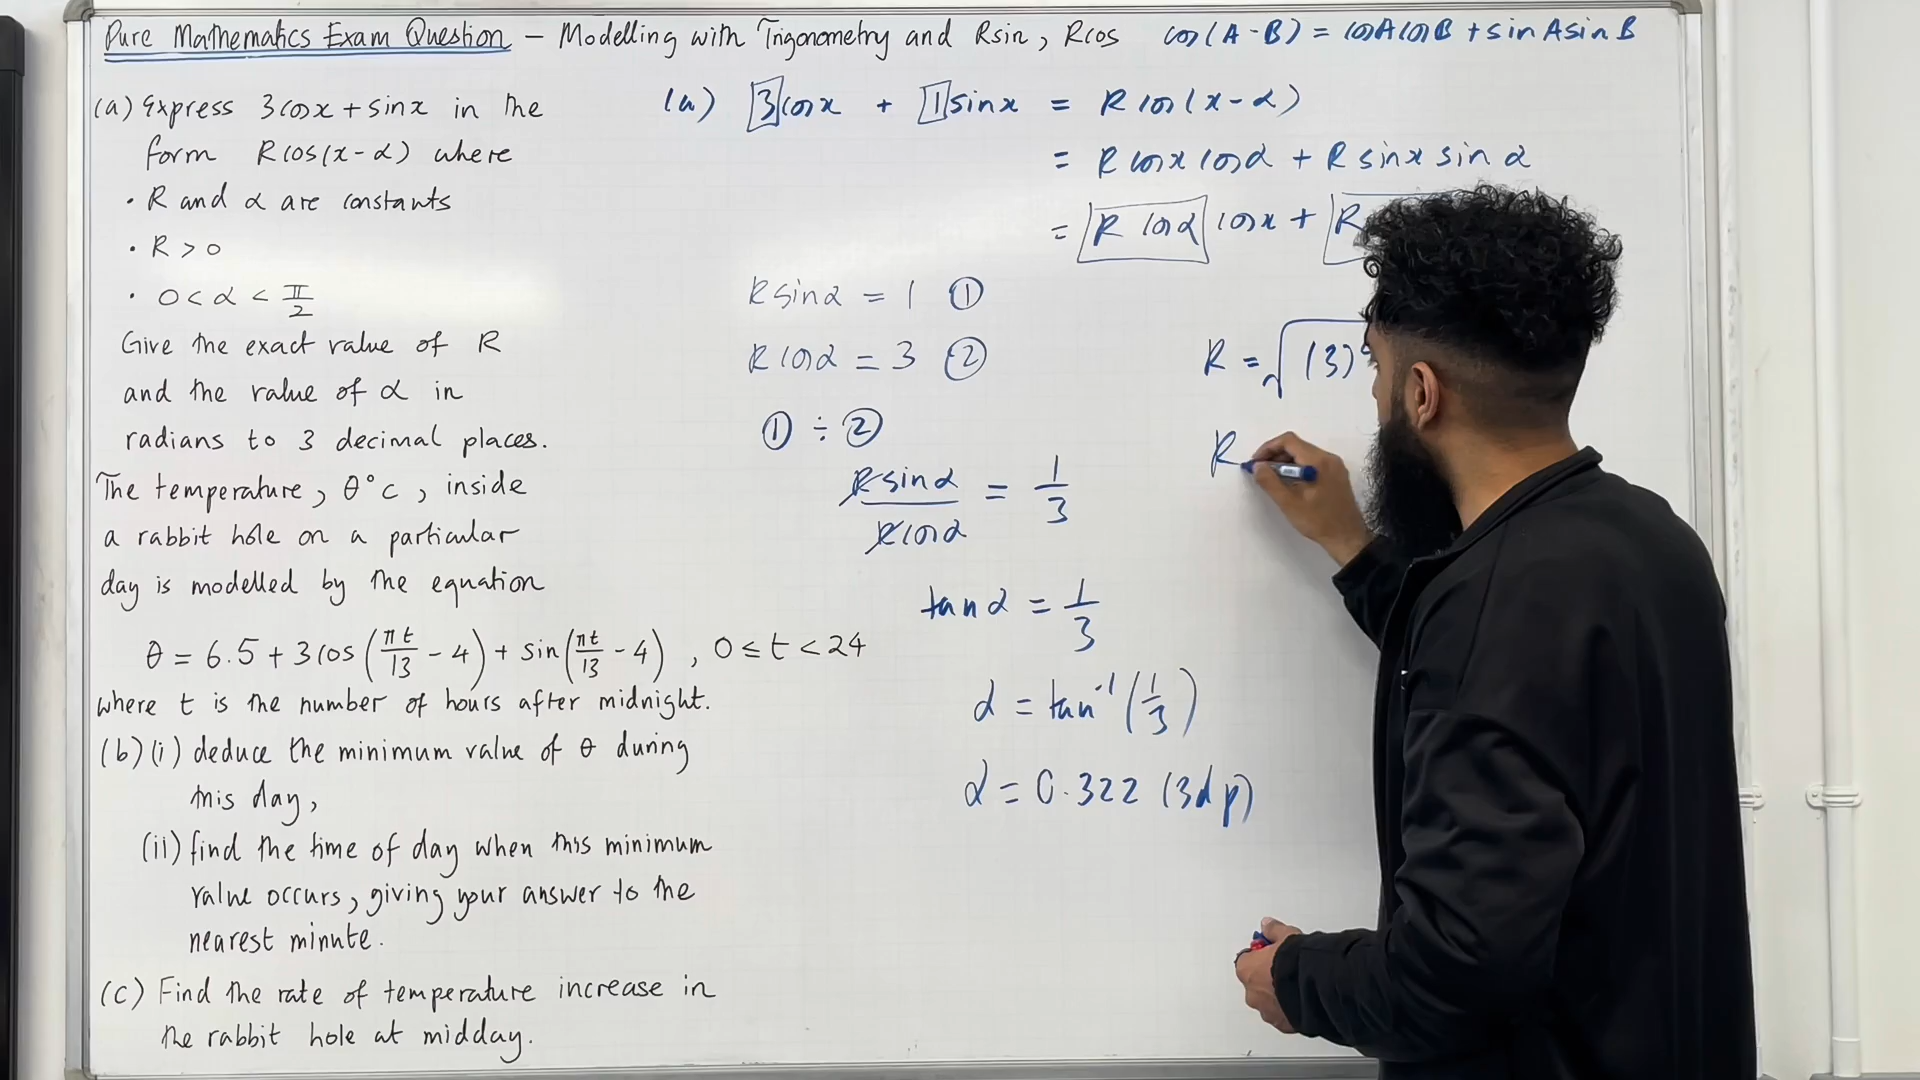 Pure Mathematics Exam Question – Modelling with Trigonometry and Rsin, Rcos cos(A-B) = cosAcosB + sinAsinB
(a) Express 3cosx + sinx in the
form Rcos(x-α) where
• R and α are constants
• R > 0
• 0 < α < π/2
Give the exact value of R
and the value of α in
radians to 3 decimal places.
The temperature, θ°c, inside
a rabbit hole on a particular
day is modelled by the equation
θ = 6.5 + 3cos(πt/13 - 4) + sin(πt/13 - 4), 0 ≤ t < 24
where t is the number of hours after midnight.
(b) (i) deduce the minimum value of θ during
this day,
(ii) find the time of day when this minimum
value occurs, giving your answer to the
nearest minute.
(c) Find the rate of temperature increase in
the rabbit hole at midday.
(a) 3cosx + 1sinx = Rcos(x-α)
= Rcosxcosα + Rsinxsinα
= Rcosα cosx + R
Rsinα = 1 ①
Rcosα = 3 ②
① ÷ ②
Rsinα/Rcosα = 1/3
tanα = 1/3
α = tan⁻¹(1/3)
α = 0.322 (3dp)
R = √(3)²
R